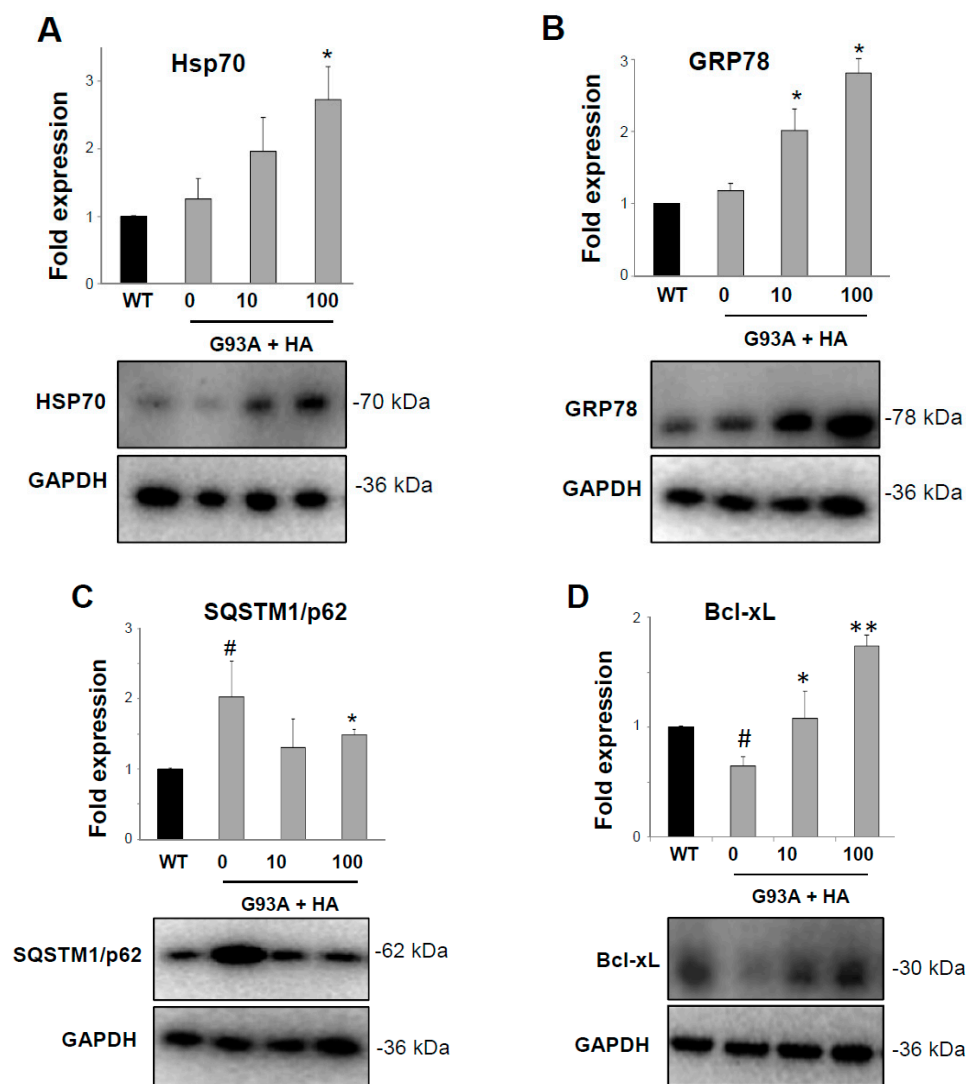 A
Hsp70
*
Fold expression
3
2
1
0
WT 0 10 100
G93A + HA
HSP70
-70 kDa
GAPDH
-36 kDa
B
GRP78
*
*
Fold expression
3
2
1
0
WT 0 10 100
G93A + HA
GRP78
-78 kDa
GAPDH
-36 kDa
C
SQSTM1/p62
#
*
Fold expression
3
2
1
0
WT 0 10 100
G93A + HA
SQSTM1/p62
-62 kDa
GAPDH
-36 kDa
D
Bcl-xL
#
*
**
Fold expression
2
1
0
WT 0 10 100
G93A + HA
Bcl-xL
-30 kDa
GAPDH
-36 kDa